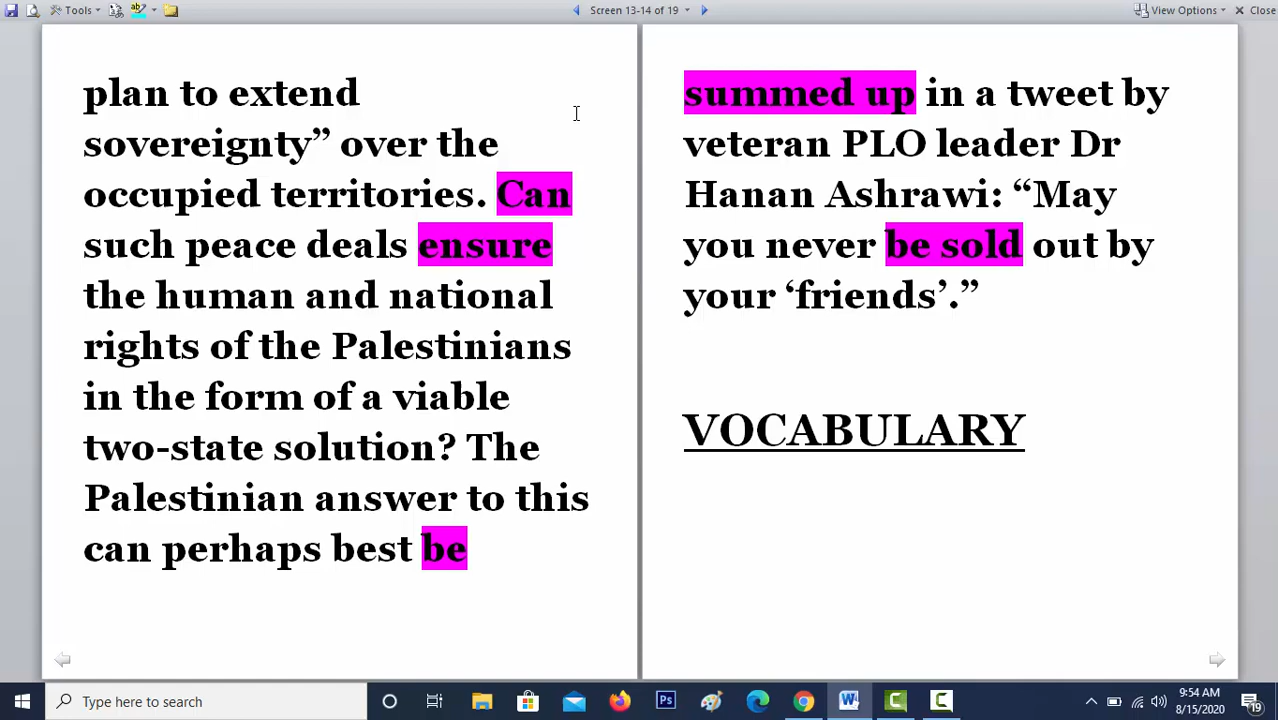 Tools
Screen 13-14 of 19
View Options
Close
plan to extend
sovereignty” over the
occupied territories. Can
such peace deals ensure
the human and national
rights of the Palestinians
in the form of a viable
two-state solution? The
Palestinian answer to this
can perhaps best be
summed up in a tweet by
veteran PLO leader Dr
Hanan Ashrawi: “May
you never be sold out by
your ‘friends’.”
VOCABULARY
Type here to search
Ps
W
C
C
9:54 AM
8/15/2020
19